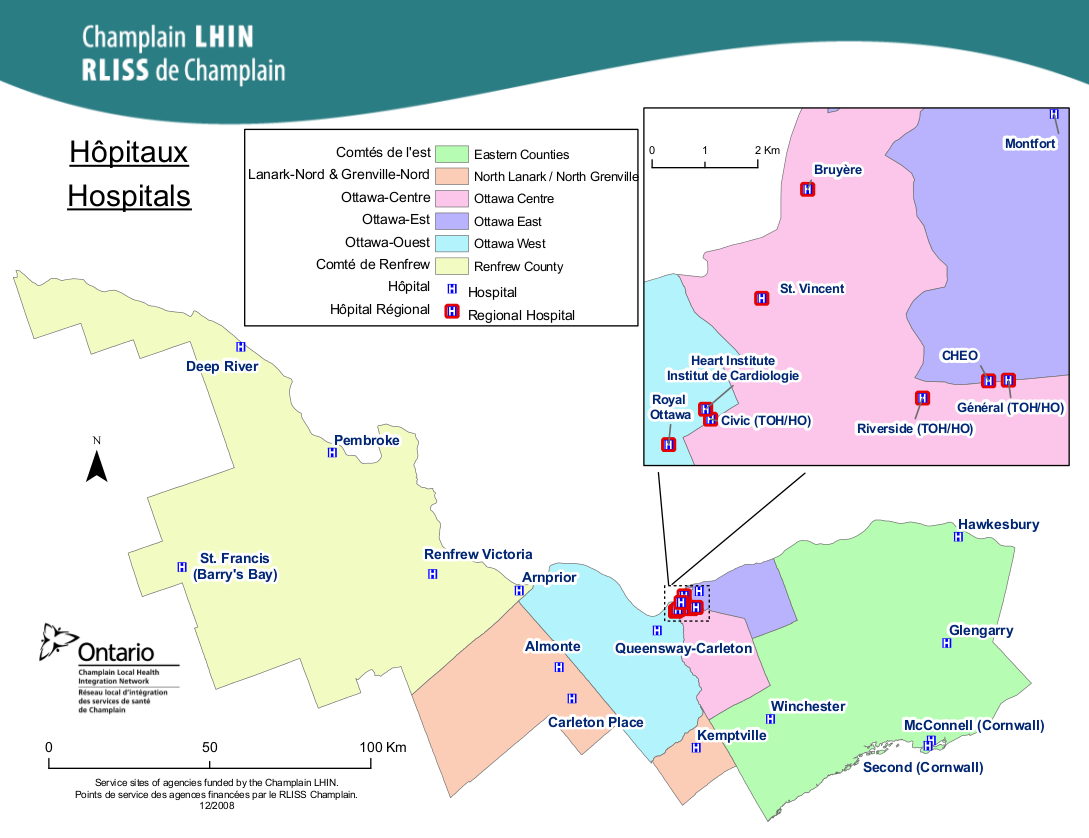 Champlain LHIN
RLISS de Champlain
Hôpitaux
Hospitals
Comtés de l'est Eastern Counties
Lanark-Nord & Grenville-Nord North Lanark / North Grenville
Ottawa-Centre Ottawa Centre
Ottawa-Est Ottawa East
Ottawa-Ouest Ottawa West
Comté de Renfrew Renfrew County
Hôpital H Hospital
Hôpital Régional H Regional Hospital
0 1 2 Km
Montfort
Bruyère
St. Vincent
Heart Institute
Institut de Cardiologie
CHEO
Royal
Ottawa
Civic (TOH/HO)
Général (TOH/HO)
Riverside (TOH/HO)
Deep River
N
Pembroke
St. Francis
(Barry's Bay)
Renfrew Victoria
Arnprior
Hawkesbury
Almonte
Queensway-Carleton
Glengarry
Carleton Place
Winchester
Kemptville
McConnell (Cornwall)
Second (Cornwall)
Ontario
Champlain Local Health
Integration Network
Réseau local d'intégration
des services de santé
de Champlain
0 50 100 Km
Service sites of agencies funded by the Champlain LHIN.
Points de service des agences financées par le RLISS Champlain.
12/2008